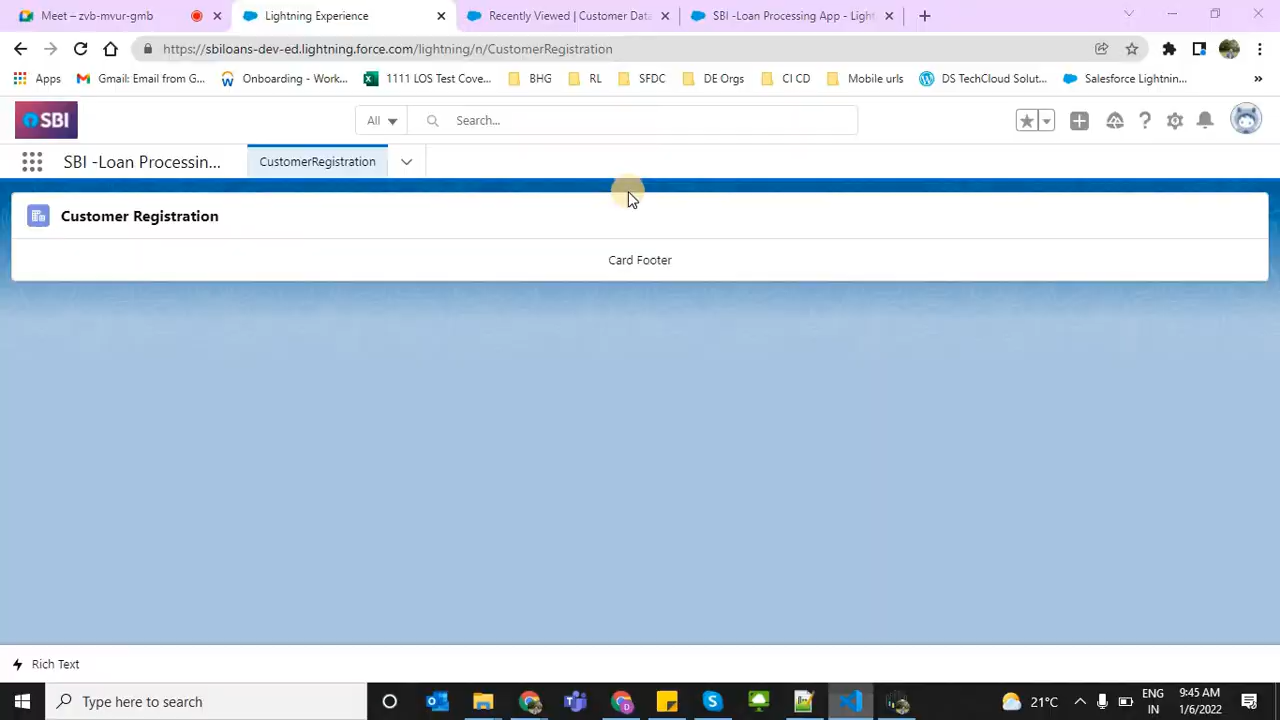 Meet – zvb-mvur-gmb
Lightning Experience
Recently Viewed | Customer Data
SBI -Loan Processing App - Light
https://sbiloans-dev-ed.lightning.force.com/lightning/n/CustomerRegistration
Apps
Gmail: Email from G...
Onboarding - Work...
1111 LOS Test Cove...
BHG
RL
SFDC
DE Orgs
CI CD
Mobile urls
DS TechCloud Solut...
Salesforce Lightnin...
»
SBI
All
Search...
SBI -Loan Processin...
CustomerRegistration
Customer Registration
Card Footer
Rich Text
Type here to search
21°C
ENG
IN
9:45 AM
1/6/2022